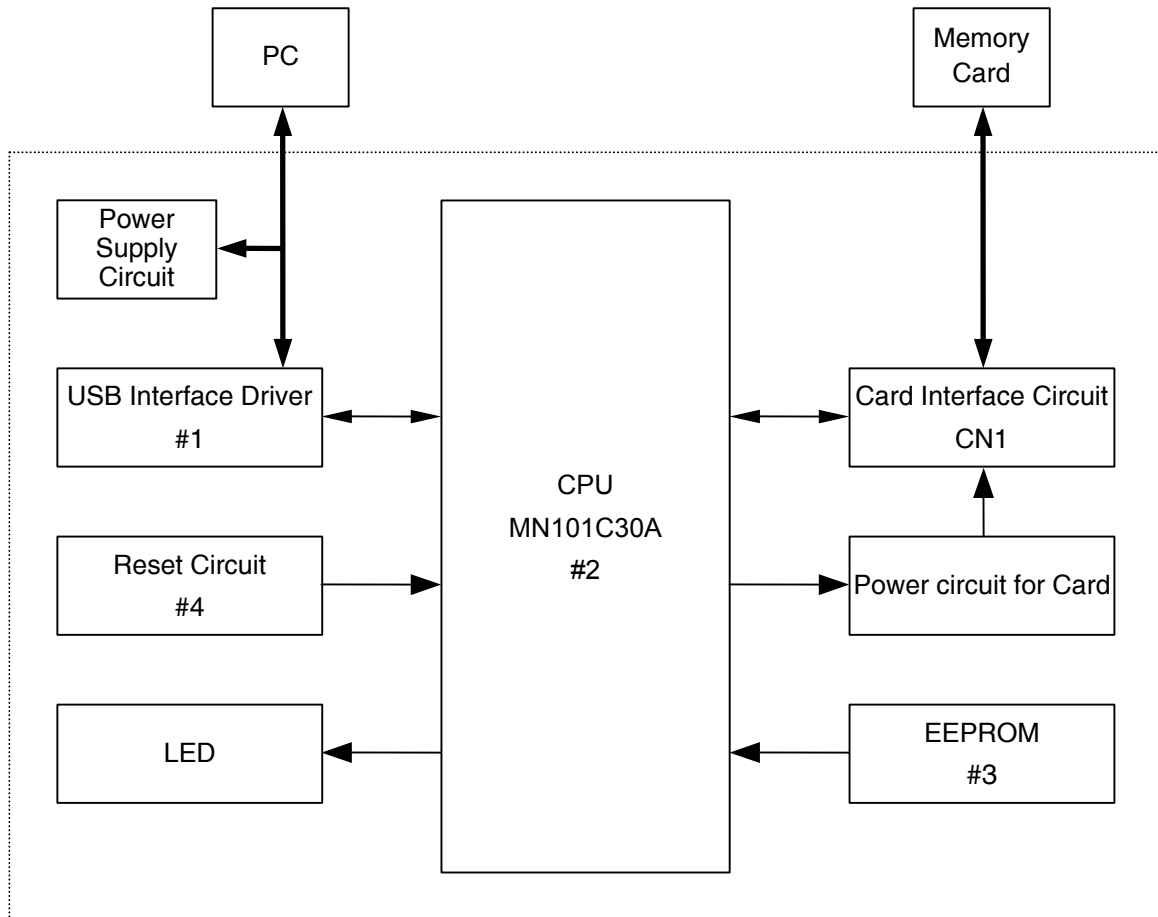 PC
Memory
Card
Power
Supply
Circuit
USB Interface Driver
#1
Card Interface Circuit
CN1
CPU
MN101C30A
#2
Reset Circuit
#4
Power circuit for Card
LED
EEPROM
#3